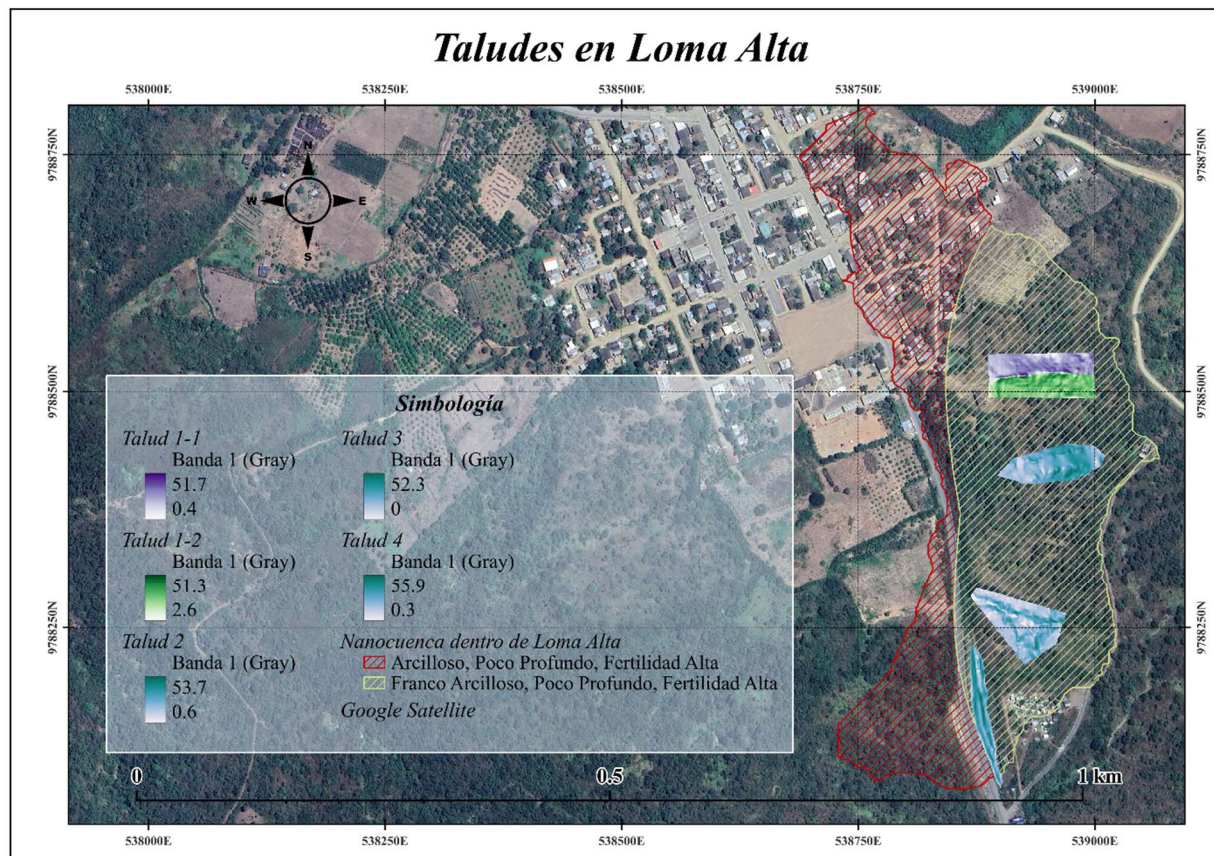 Taludes en Loma Alta
538000E 538250E 538500E 538750E 539000E
9788750N 9788750N
N
W E
S
9788500N 9788500N
Simbología
Talud 1-1 Talud 3
Banda 1 (Gray) Banda 1 (Gray)
51.7 52.3
0.4 0
Talud 1-2 Talud 4
Banda 1 (Gray) Banda 1 (Gray)
51.3 55.9
2.6 0.3
Talud 2
Banda 1 (Gray)
53.7
0.6
Nanocuenca dentro de Loma Alta
Arcilloso, Poco Profundo, Fertilidad Alta
Franco Arcilloso, Poco Profundo, Fertilidad Alta
Google Satellite
9788250N 9788250N
0 0.5 1 km
538000E 538250E 538500E 538750E 539000E